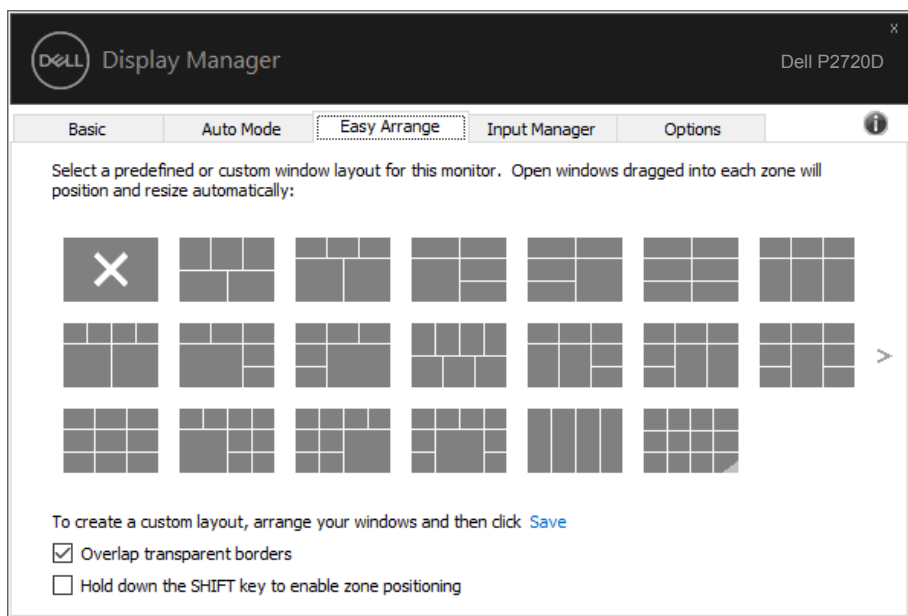 x
DELL Display Manager
Dell P2720D
Basic Auto Mode Easy Arrange Input Manager Options
Select a predefined or custom window layout for this monitor. Open windows dragged into each zone will
position and resize automatically:
>
To create a custom layout, arrange your windows and then click Save
Overlap transparent borders
Hold down the SHIFT key to enable zone positioning